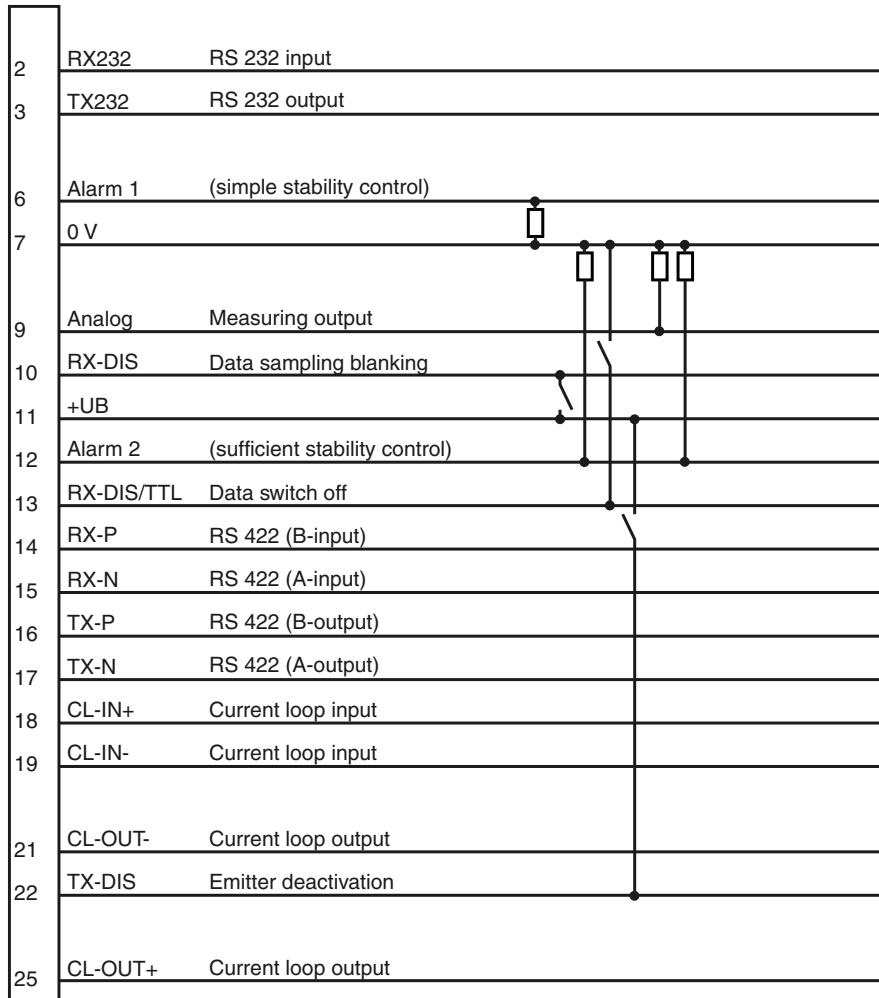 2 RX232 RS 232 input
3 TX232 RS 232 output
6 Alarm 1 (simple stability control)
7 0 V
9 Analog Measuring output
10 RX-DIS Data sampling blanking
11 +UB
12 Alarm 2 (sufficient stability control)
13 RX-DIS/TTL Data switch off
14 RX-P RS 422 (B-input)
15 RX-N RS 422 (A-input)
16 TX-P RS 422 (B-output)
17 TX-N RS 422 (A-output)
18 CL-IN+ Current loop input
19 CL-IN- Current loop input
21 CL-OUT- Current loop output
22 TX-DIS Emitter deactivation
25 CL-OUT+ Current loop output